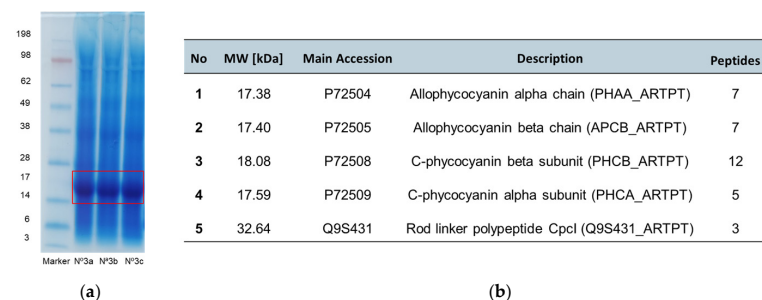 (a)
198
98
62
49
38
28
17
14
6
3
Marker Nº3a Nº3b Nº3c
(b)
No MW [kDa] Main Accession Description Peptides
1 17.38 P72504 Allophycocyanin alpha chain (PHAA_ARTPT) 7
2 17.40 P72505 Allophycocyanin beta chain (APCB_ARTPT) 7
3 18.08 P72508 C-phycocyanin beta subunit (PHCB_ARTPT) 12
4 17.59 P72509 C-phycocyanin alpha subunit (PHCA_ARTPT) 5
5 32.64 Q9S431 Rod linker polypeptide CpcI (Q9S431_ARTPT) 3
(a)
(b)